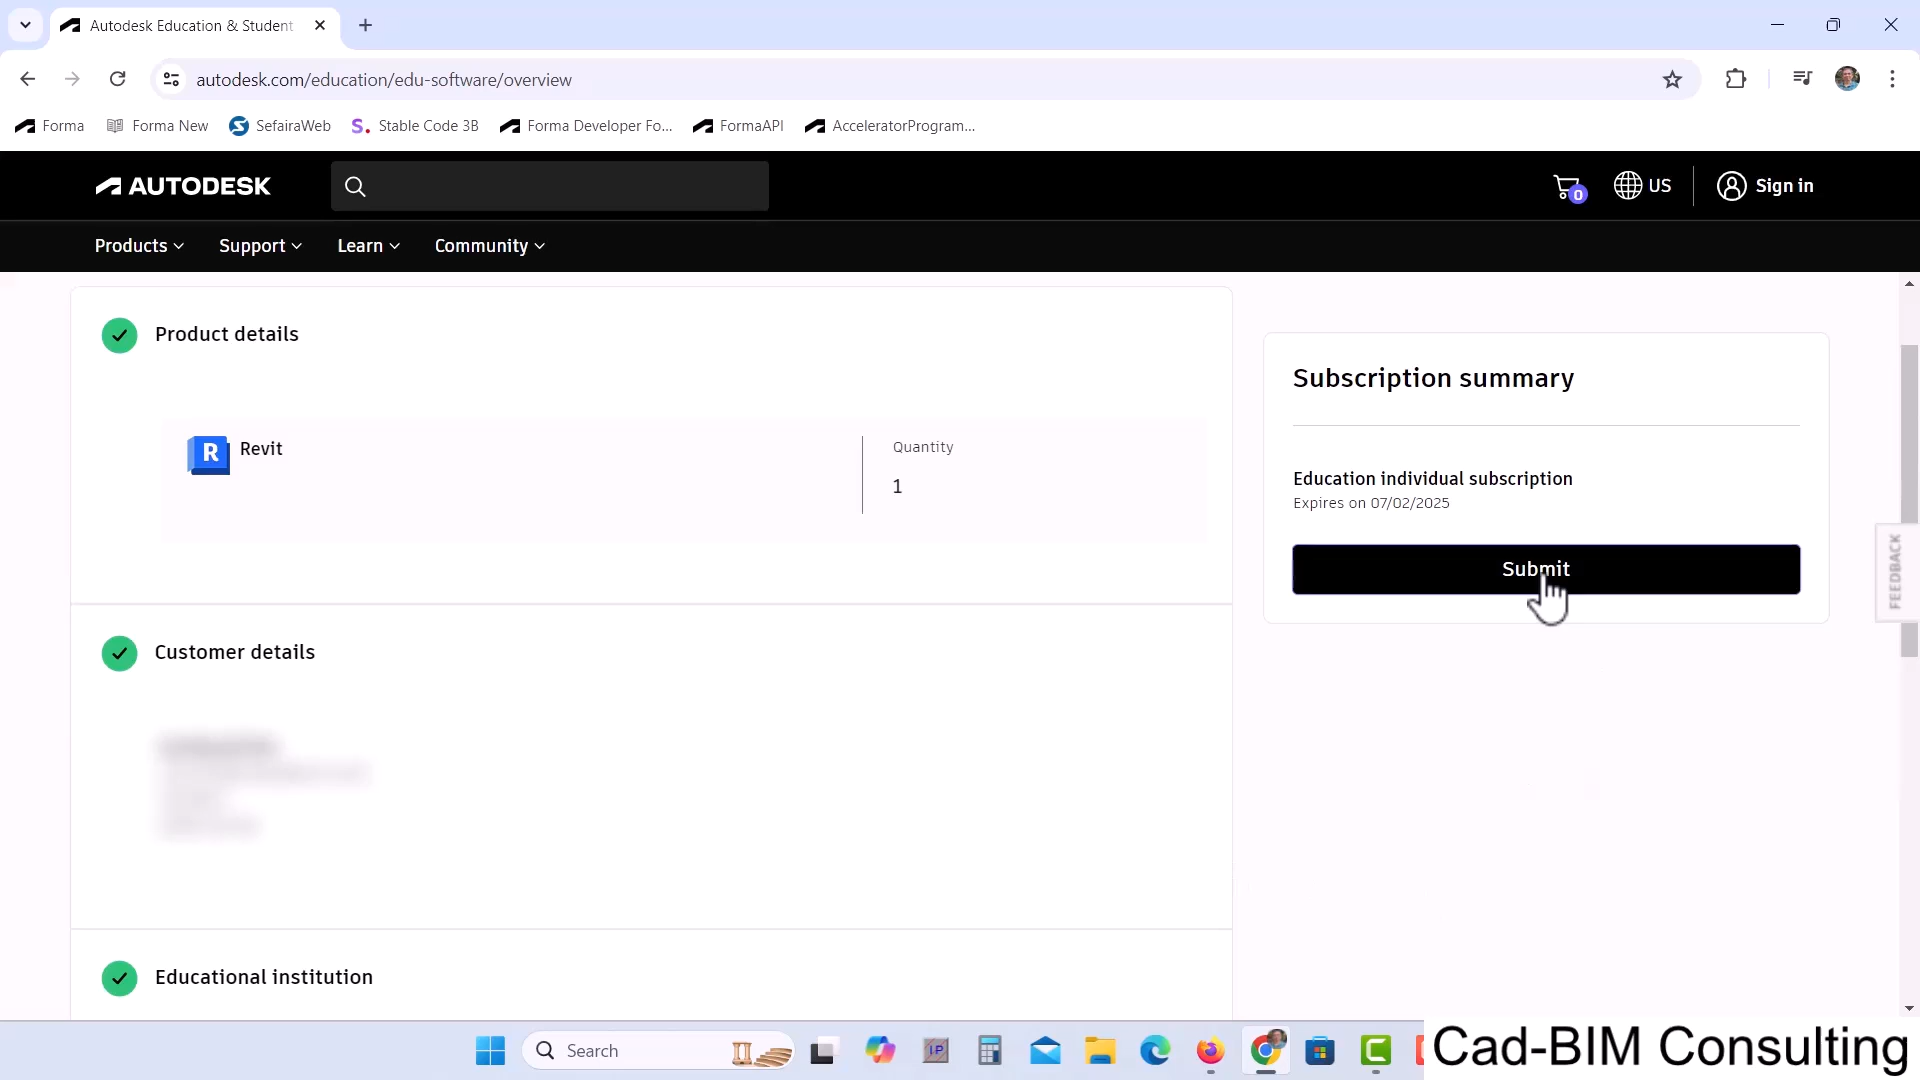 Autodesk Education & Student
autodesk.com/education/edu-software/overview
Forma
Forma New
SefairaWeb
S. Stable Code 3B
Forma Developer Fo...
FormaAPI
AcceleratorProgram...
AUTODESK
0
US
Sign in
Products
Support
Learn
Community
Product details
R
Revit
Quantity
1
Subscription summary
Education individual subscription
Expires on 07/02/2025
Submit
FEEDBACK
Customer details
Educational institution
Search
IP
Cad-BIM Consulting